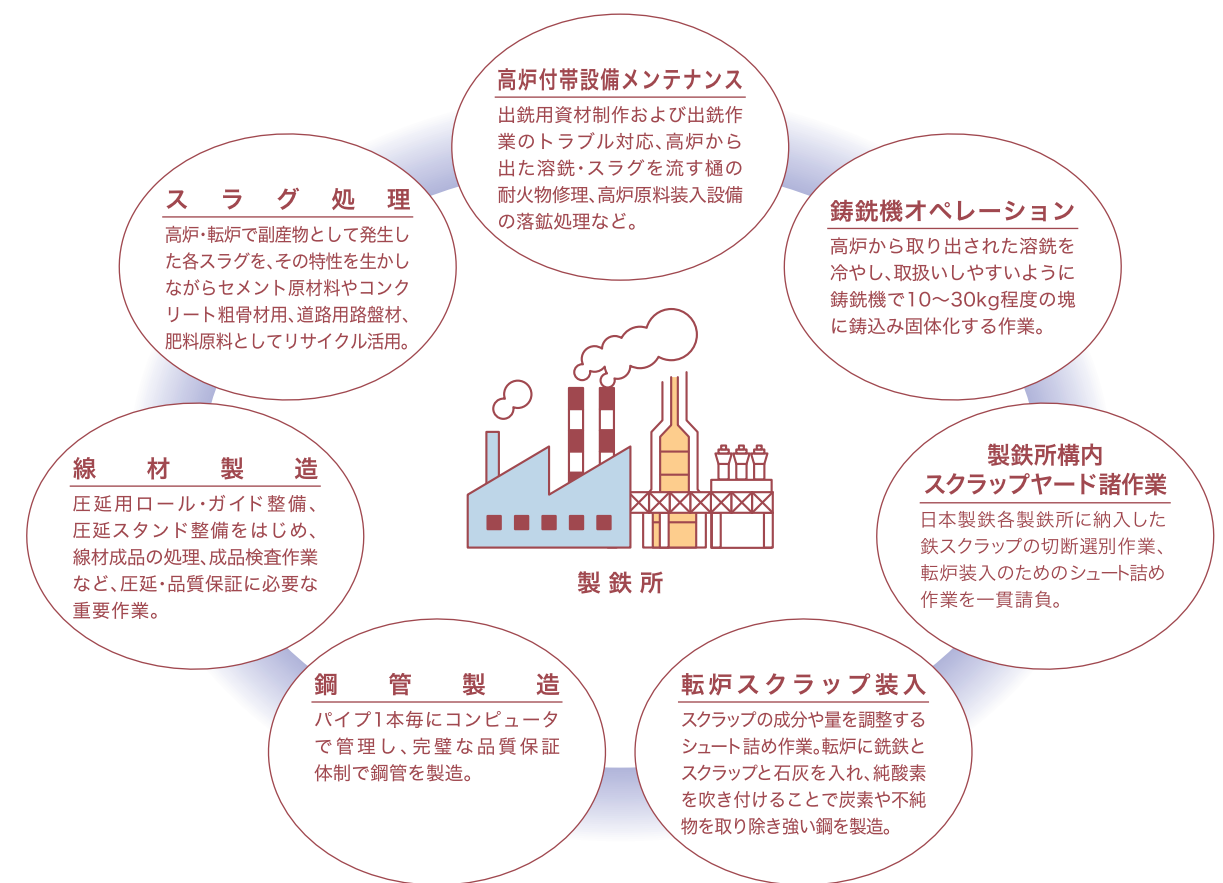 高炉付帯設備メンテナンス
出銑用資材制作および出銑作
業のトラブル対応、高炉から
出た溶銑・スラグを流す樋の
耐火物修理、高炉原料装入設備
の落鉱処理など。
鋳銑機オペレーション
高炉から取り出された溶銑を
冷やし、取扱いしやすいように
鋳銑機で10〜30kg程度の塊
に鋳込み固体化する作業。
製鉄所構内
スクラップヤード諸作業
日本製鉄各製鉄所に納入した
鉄スクラップの切断選別作業、
転炉装入のためのシュート詰め
作業を一貫請負。
転炉スクラップ装入
スクラップの成分や量を調整する
シュート詰め作業。転炉に銑鉄と
スクラップと石灰を入れ、純酸素
を吹き付けることで炭素や不純
物を取り除き強い鋼を製造。
鋼管製造
パイプ1本毎にコンピュータ
で管理し、完璧な品質保証
体制で鋼管を製造。
線材製造
圧延用ロール・ガイド整備、
圧延スタンド整備をはじめ、
線材成品の処理、成品検査作業
など、圧延・品質保証に必要な
重要作業。
スラグ処理
高炉・転炉で副産物として発生し
た各スラグを、その特性を生かし
ながらセメント原材料やコンク
リート粗骨材用、道路用路盤材、
肥料原料としてリサイクル活用。
製鉄所